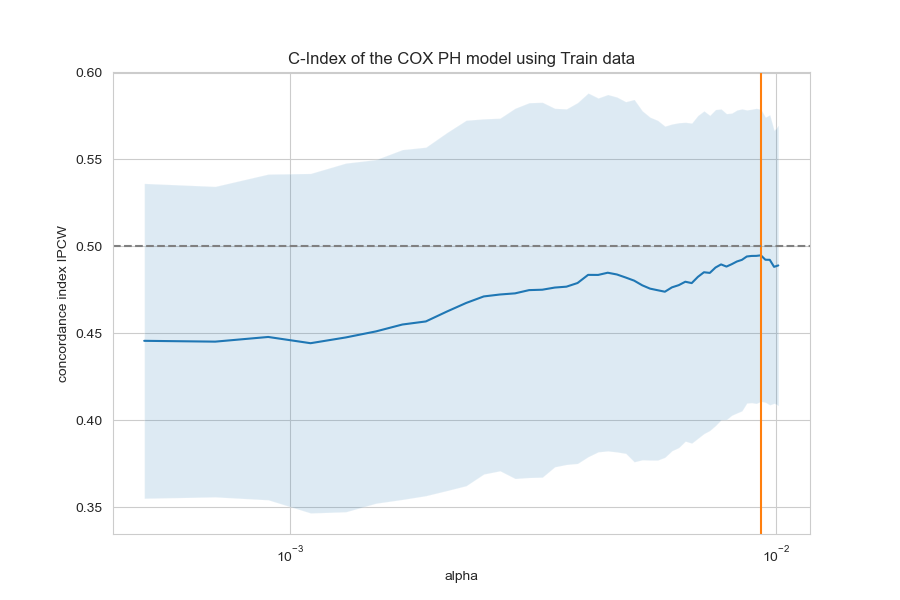 C-Index of the COX PH model using Train data
concordance index IPCW
0.60
0.55
0.50
0.45
0.40
0.35
10⁻³
10⁻²
alpha